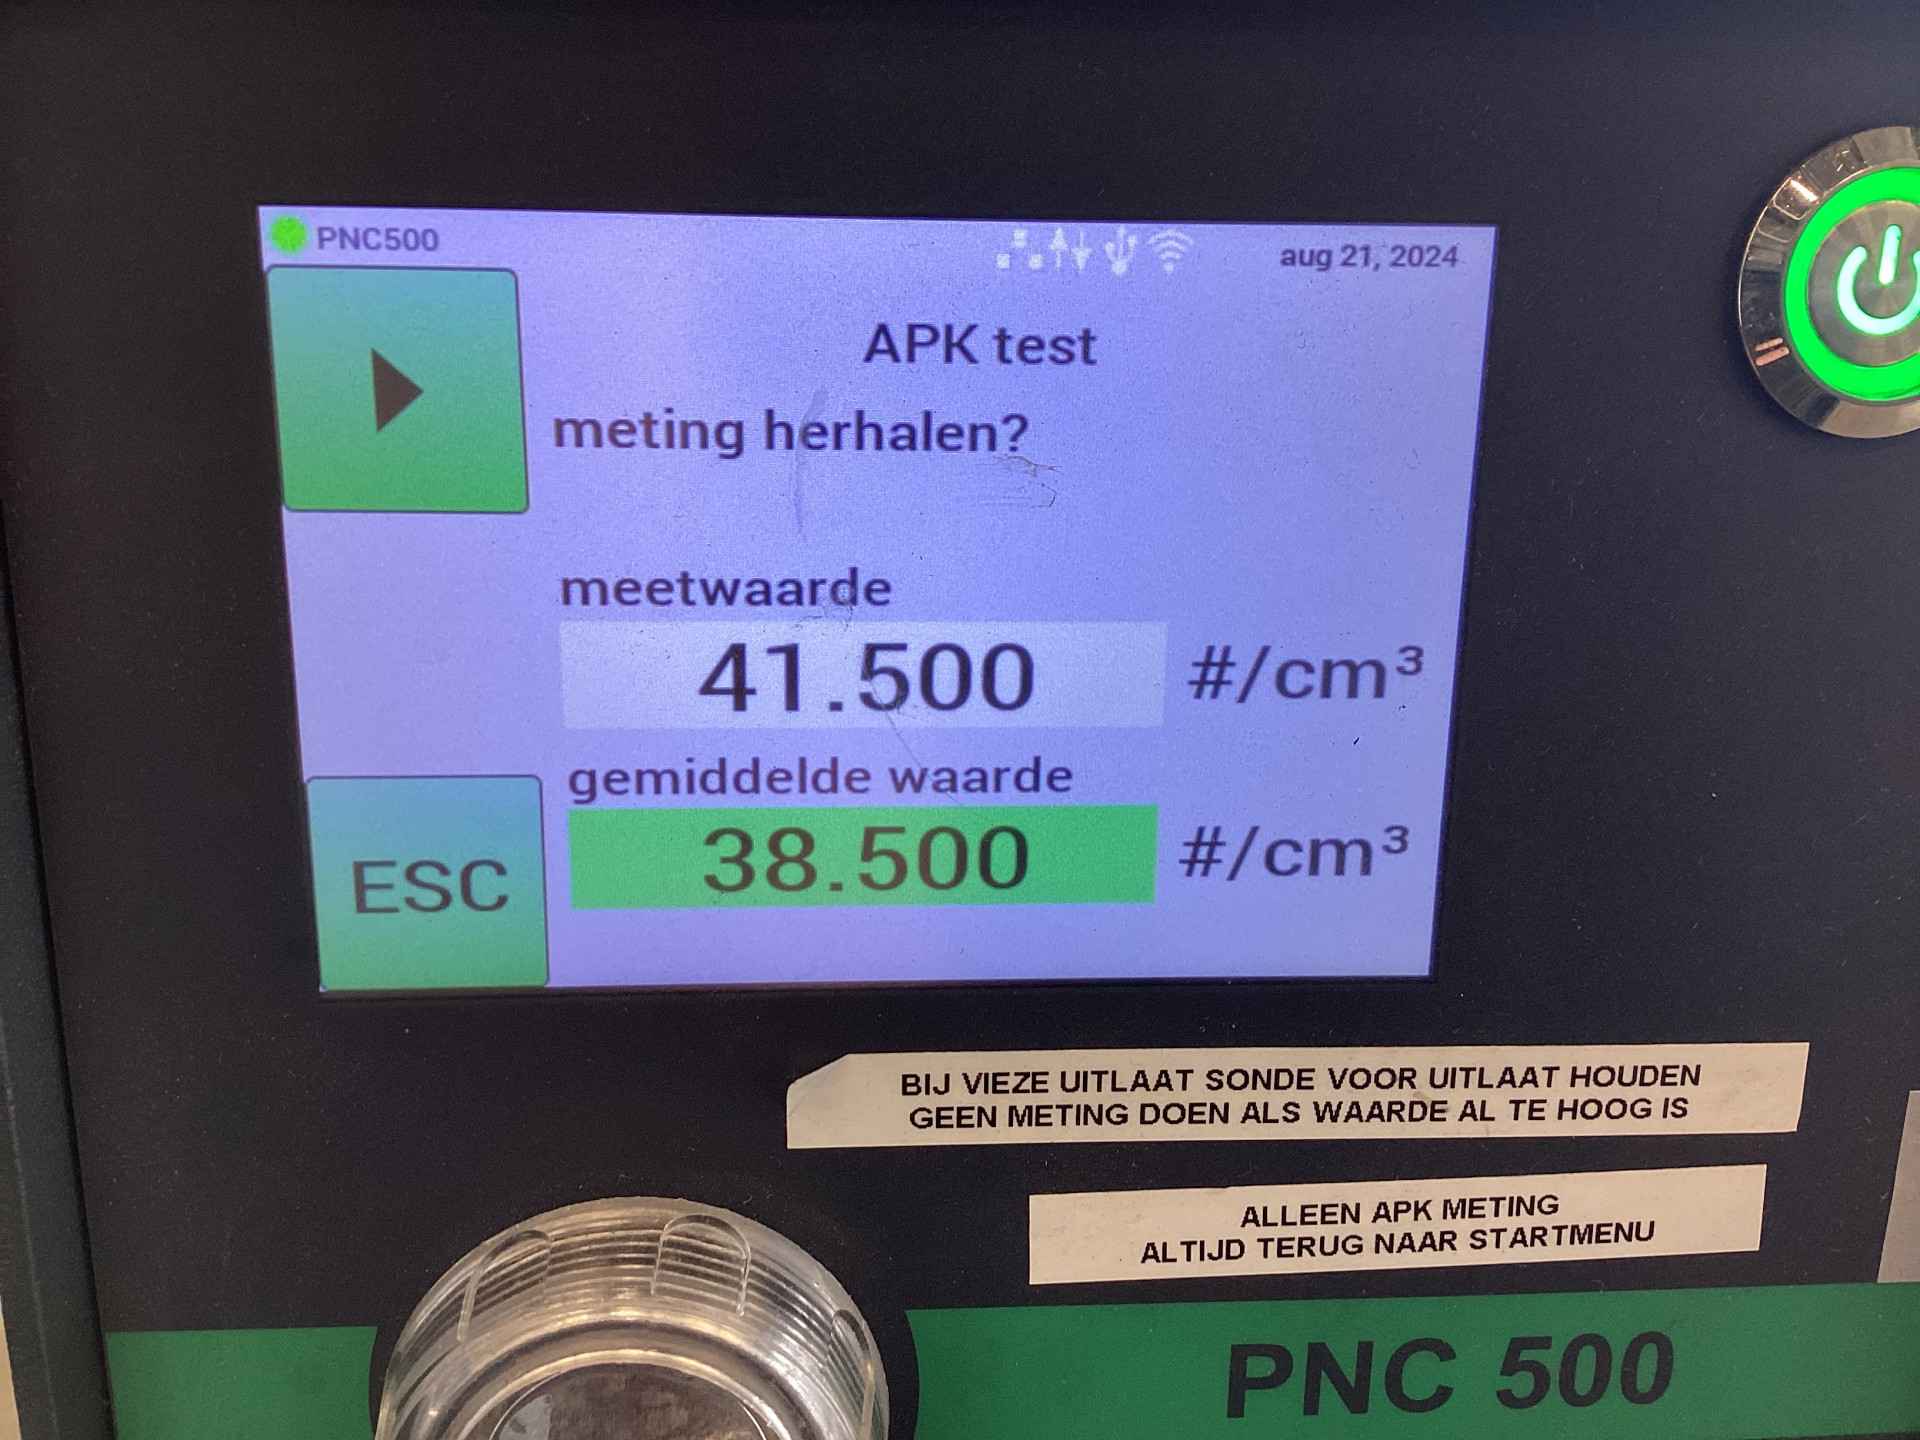 PNC500
aug 21, 2024
APK test
meting herhalen?
meetwaarde
41.500 #/cm³
gemiddelde waarde
38.500 #/cm³
ESC
BIJ VIEZE UITLAAT SONDE VOOR UITLAAT HOUDEN
GEEN METING DOEN ALS WAARDE AL TE HOOG IS
ALLEEN APK METING
ALTIJD TERUG NAAR STARTMENU
PNC 500